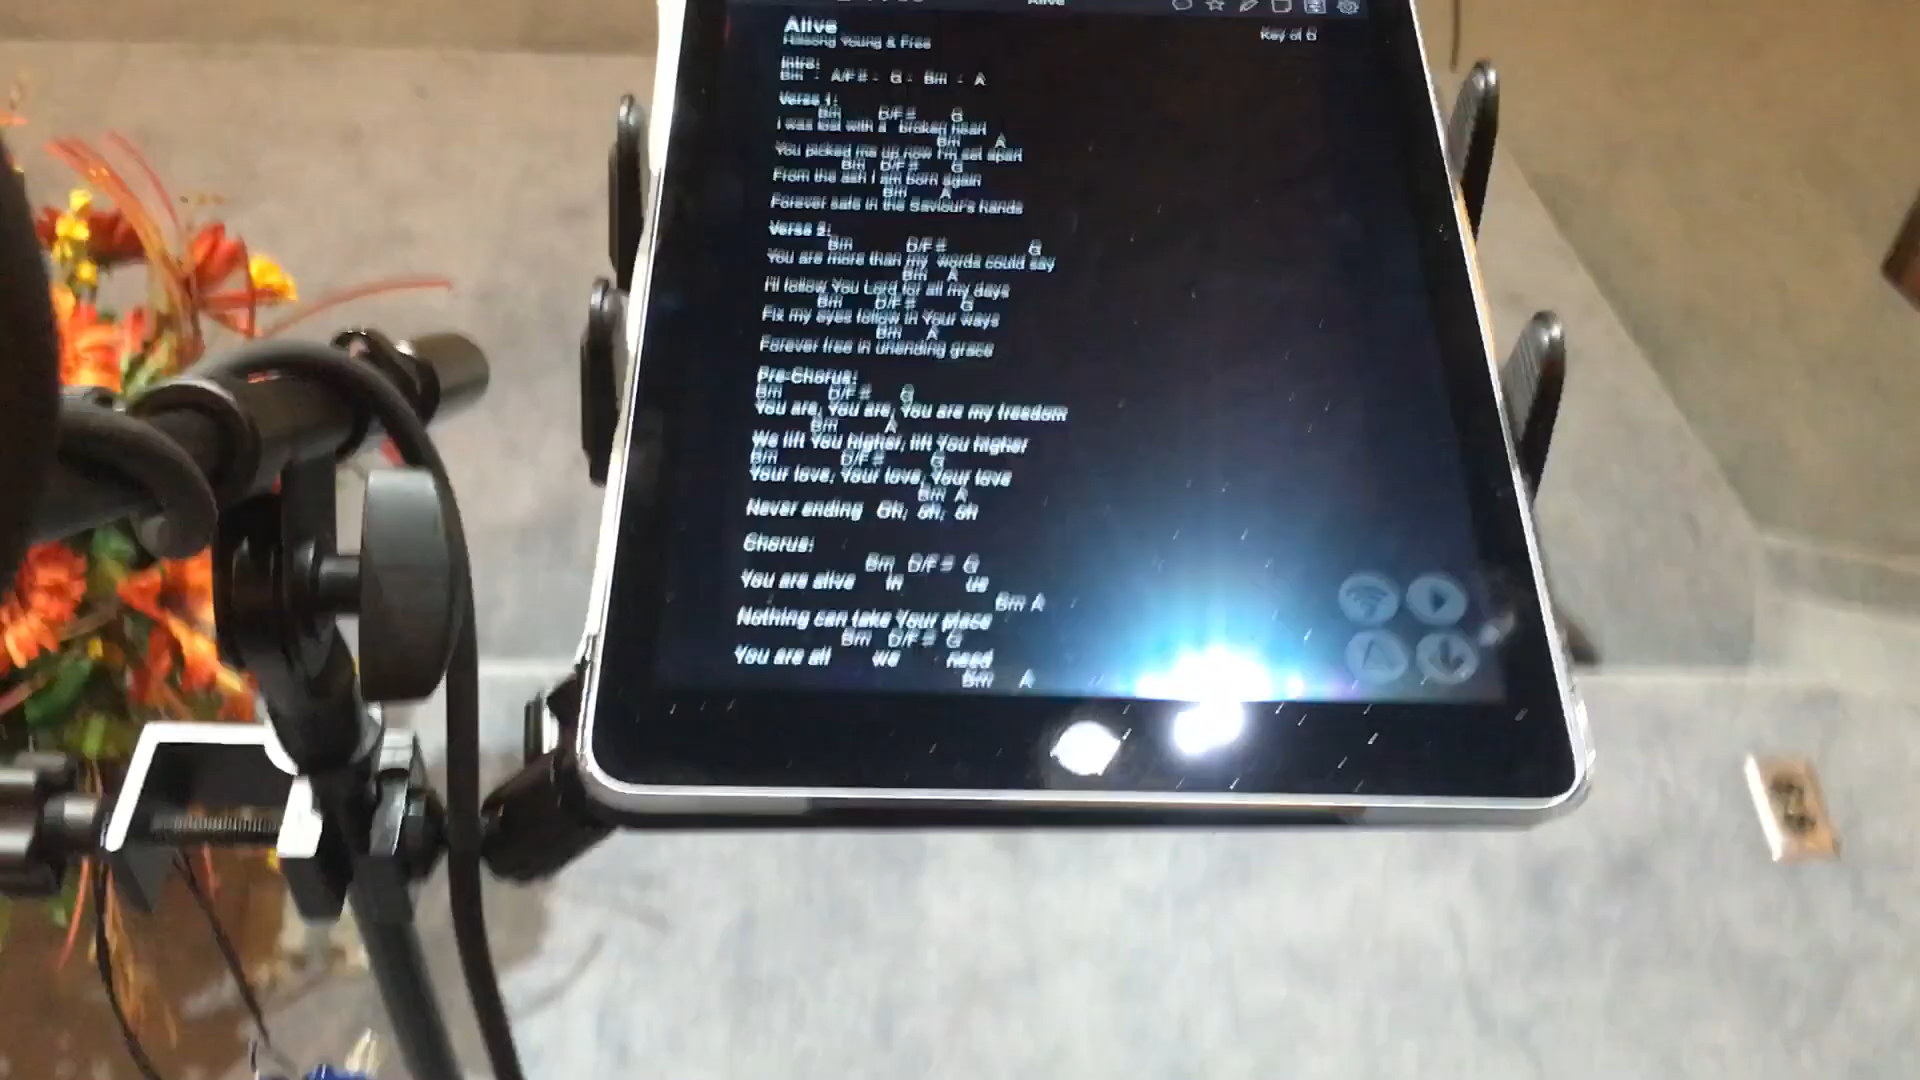 Alive
Alive
Hillsong Young & Free
Key of D
Intro:
Bm - A/F# - G - Bm - A
Verse 1:
Bm D/F# G
I was lost with a broken heart
Bm A
You picked me up now I'm set apart
Bm D/F# G
From the ash I am born again
Bm A
Forever safe in the Saviour's hands
Verse 2:
Bm D/F# G
You are more than my words could say
Bm A
I'll follow You Lord for all my days
Bm D/F# G
Fix my eyes follow in Your ways
Bm A
Forever free in unending grace
Pre-Chorus:
Bm D/F# G
You are, You are, You are my freedom
Bm A
We lift You higher, lift You higher
Bm D/F# G
Your love, Your love, Your love
Bm A
Never ending Oh, oh, oh
Chorus:
Bm D/F# G
You are alive in us
Bm A
Nothing can take Your place
Bm D/F# G
You are all we need
Bm A